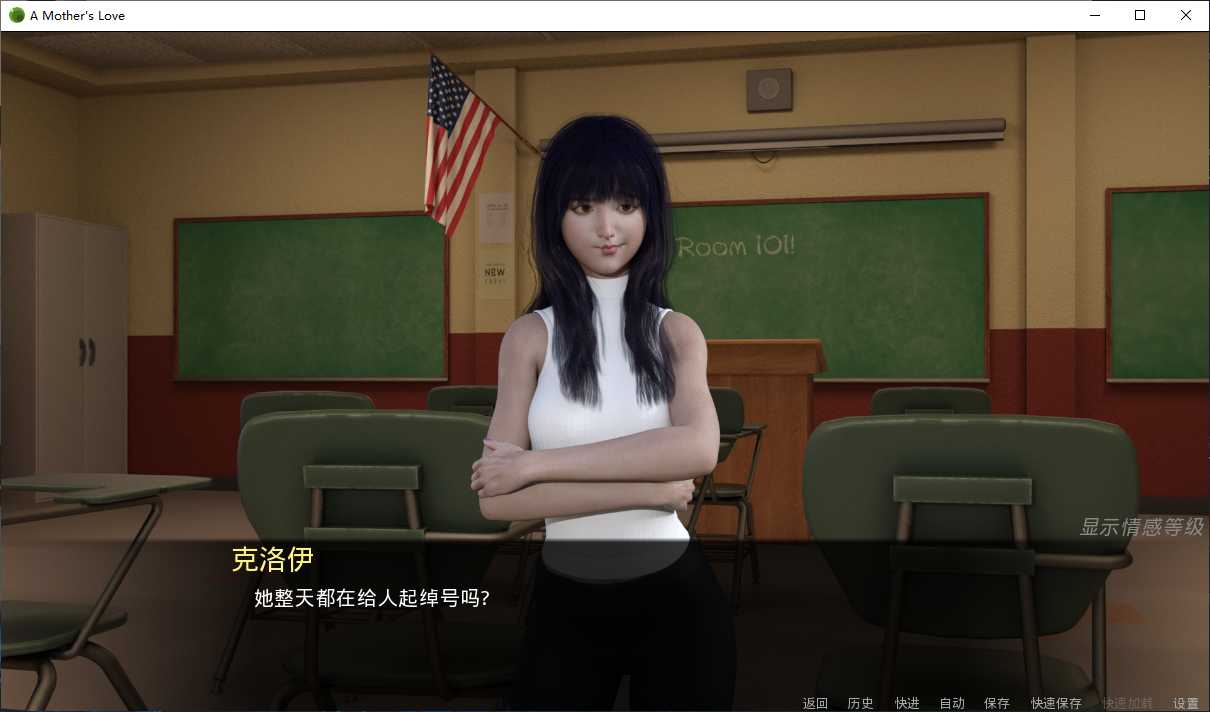 A Mother's Love
Room 101!
NEW
显示情感等级
克洛伊
她整天都在给人起绰号吗?
返回 历史 快进 自动 保存 快速保存 快速加载 设置